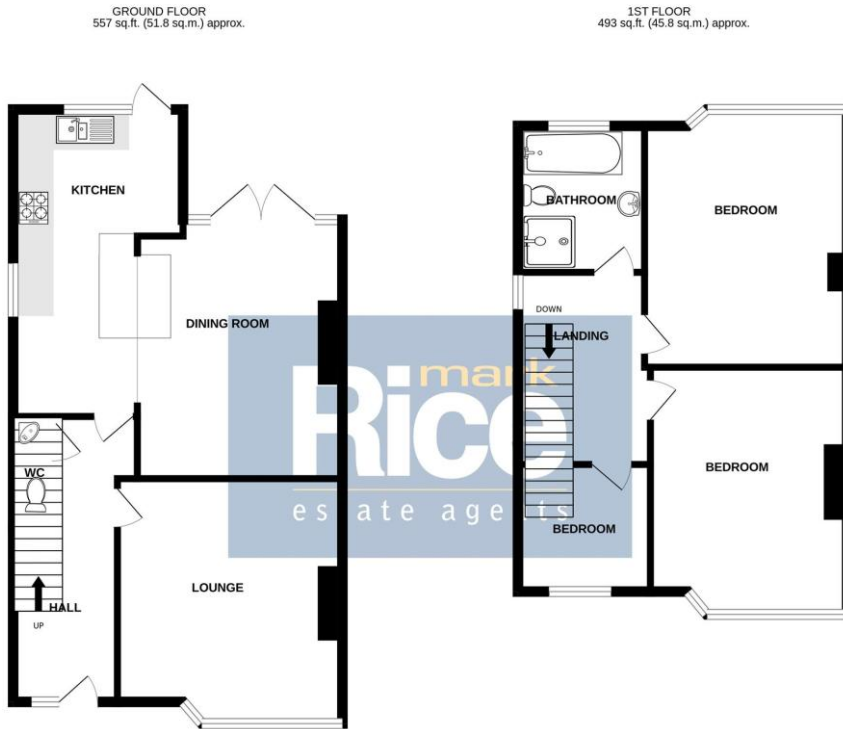 GROUND FLOOR
557 sq.ft. (51.8 sq.m.) approx.
KITCHEN
DINING ROOM
WC
LOUNGE
HALL
UP
1ST FLOOR
493 sq.ft. (45.8 sq.m.) approx.
BATHROOM
BEDROOM
DOWN
LANDING
BEDROOM
BEDROOM
mark
Rice
estate agents